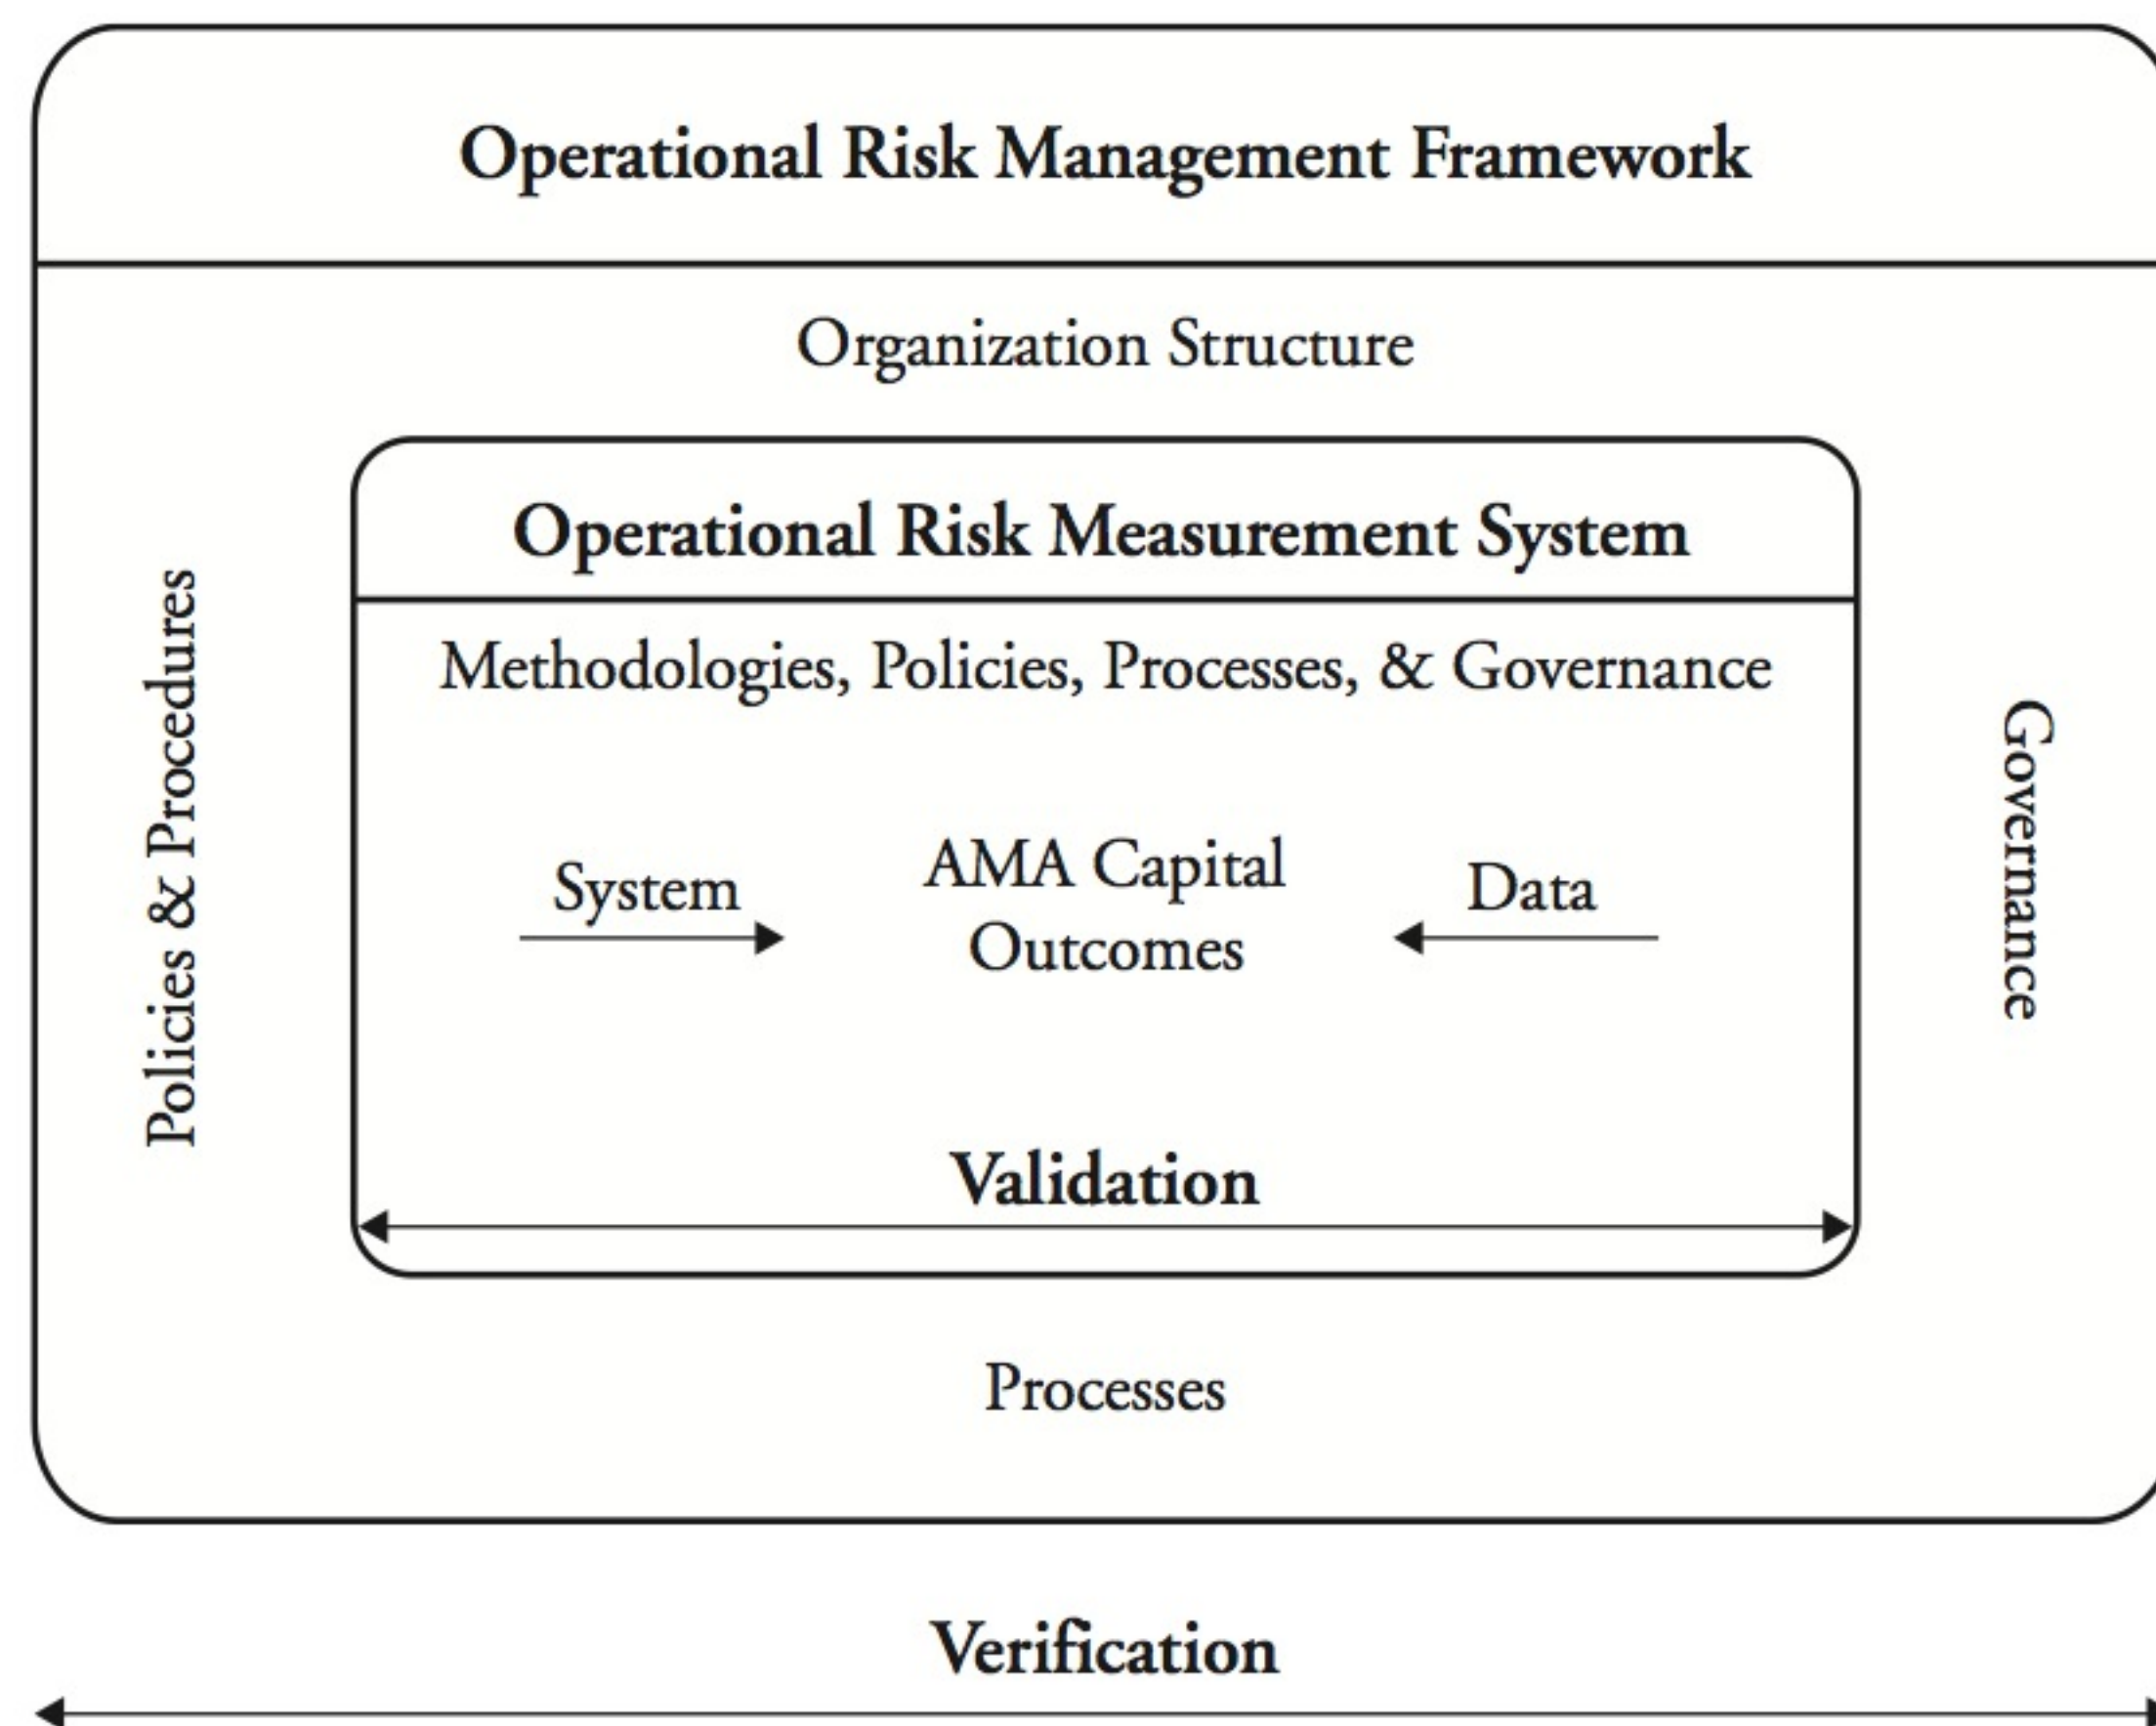 Operational Risk Management Framework
Organization Structure
Policies & Procedures
Operational Risk Measurement System
Methodologies, Policies, Processes, & Governance
System
AMA Capital
Outcomes
Data
Validation
Governance
Processes
Verification